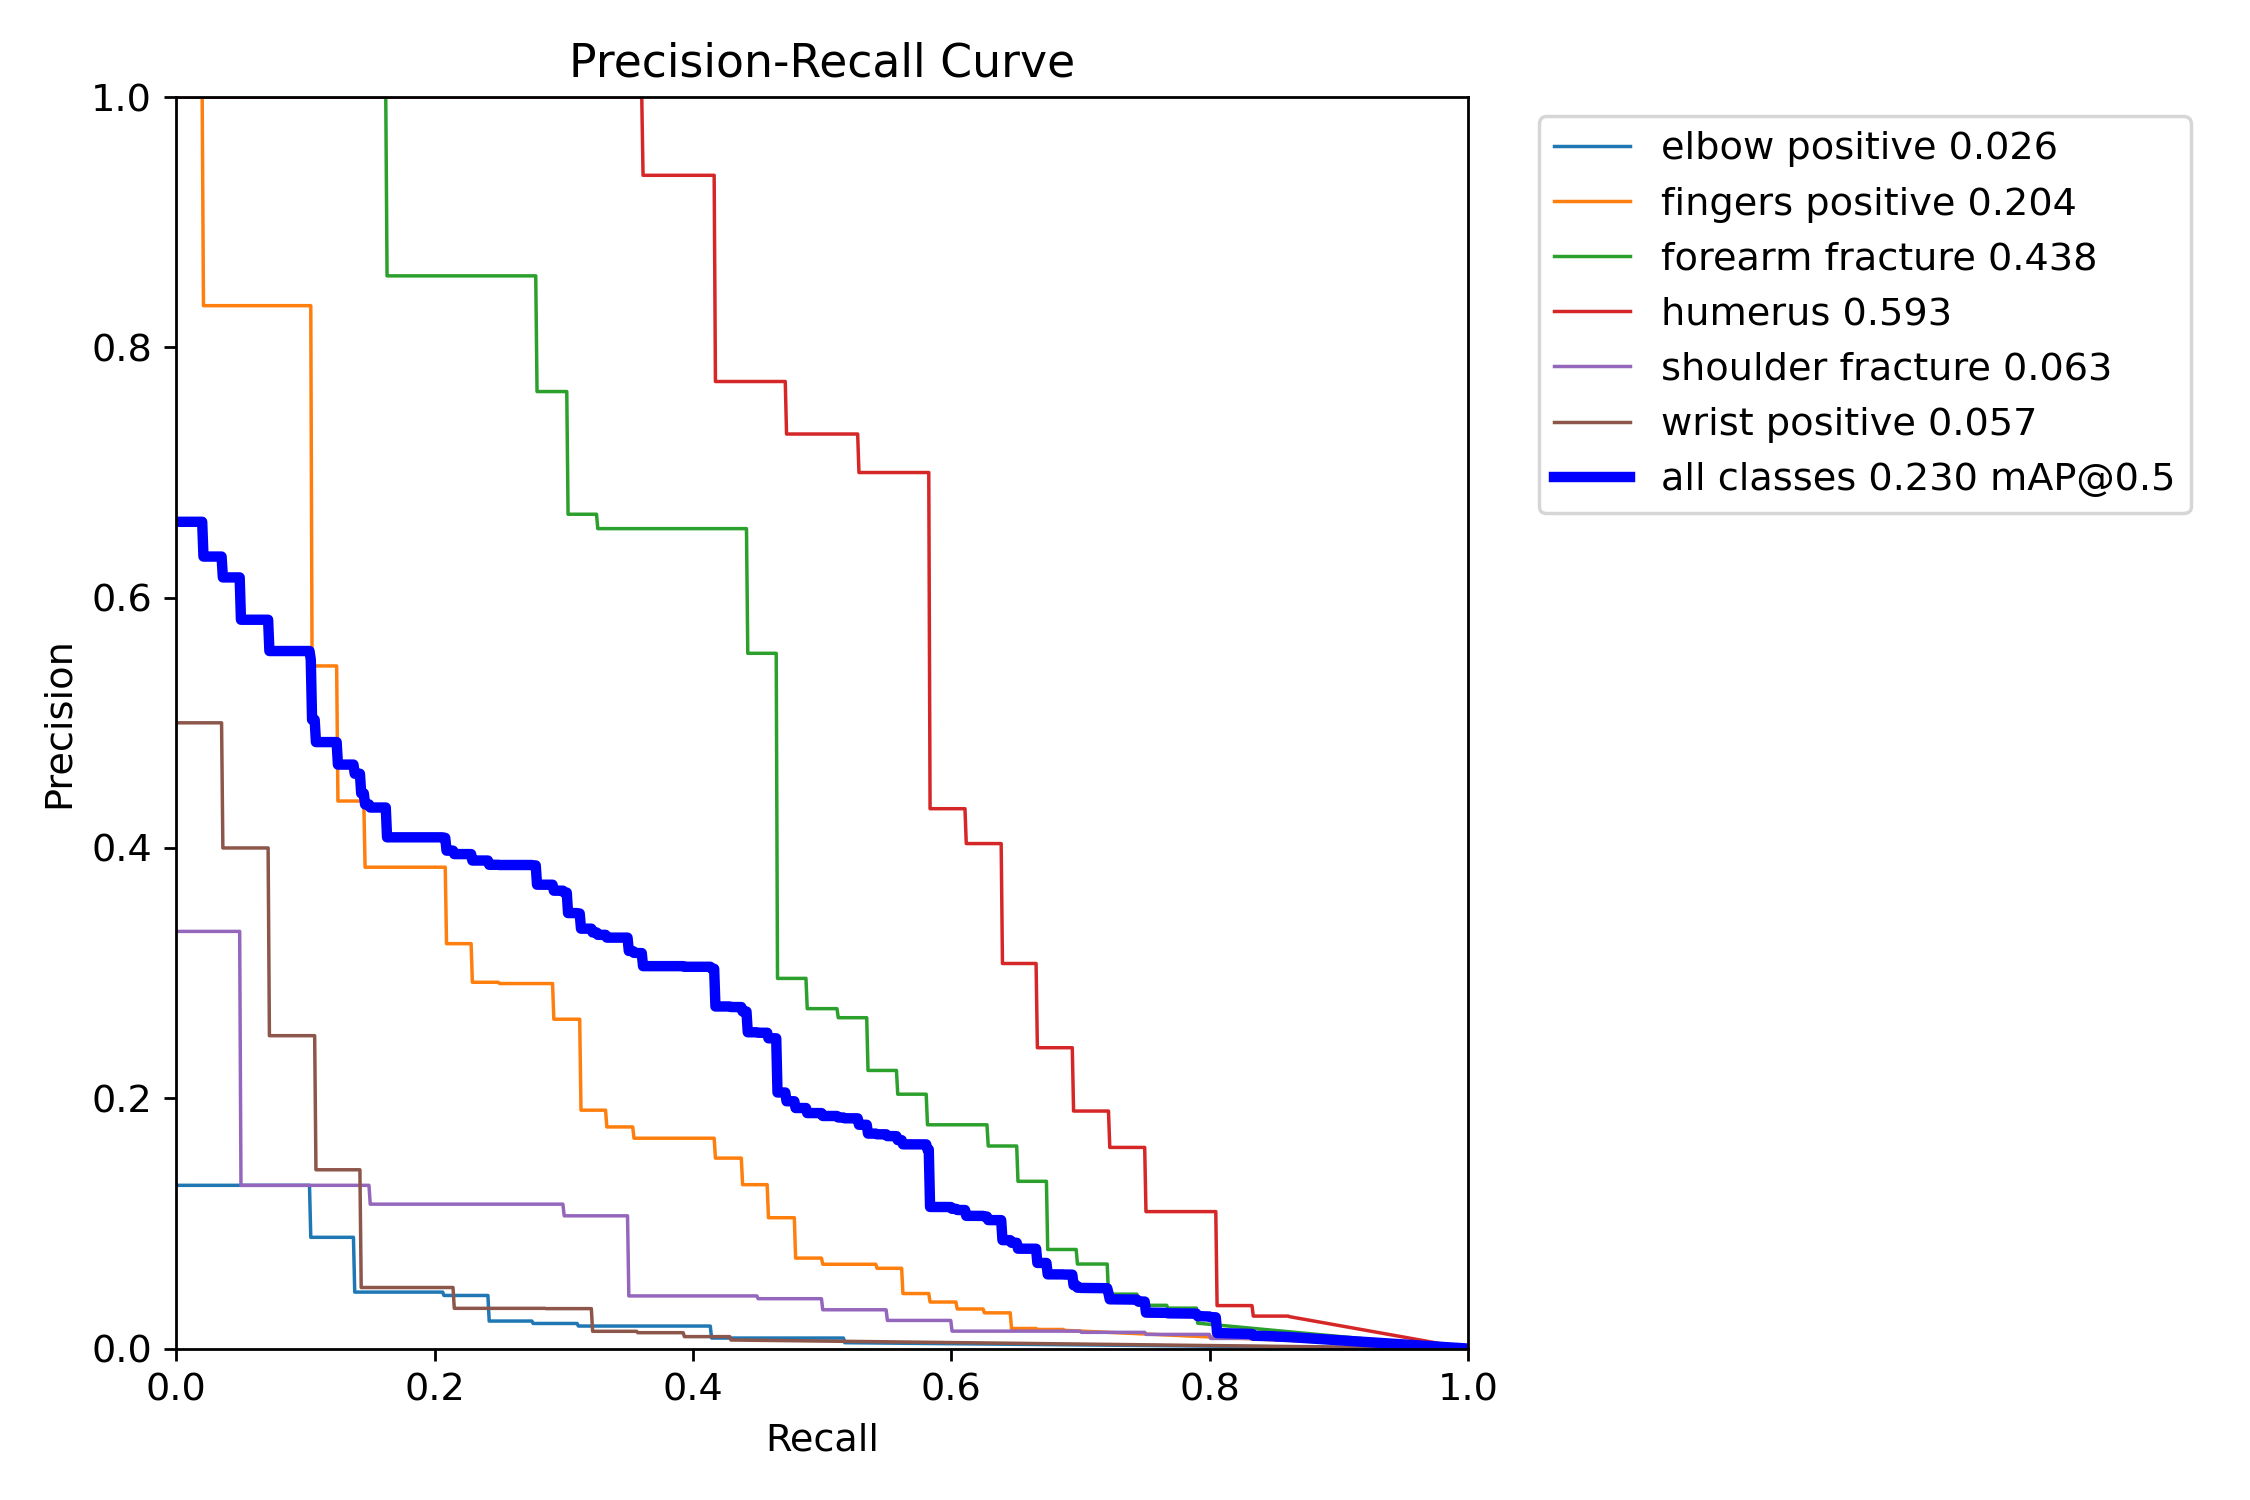 Precision-Recall Curve
1.0
0.8
0.6
0.4
0.2
0.0
Precision
0.0 0.2 0.4 0.6 0.8 1.0
Recall
elbow positive 0.026
fingers positive 0.204
forearm fracture 0.438
humerus 0.593
shoulder fracture 0.063
wrist positive 0.057
all classes 0.230 mAP@0.5